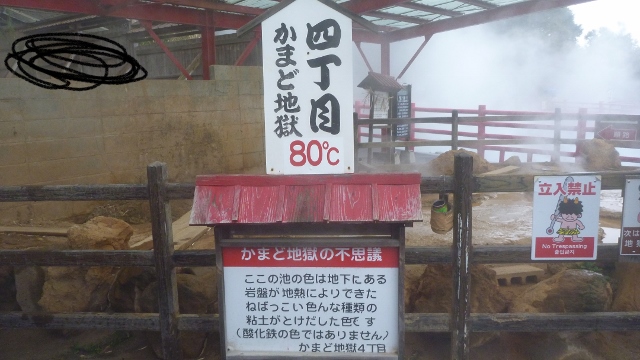 四丁目
かまど地獄
80℃
かまど地獄の不思議
ここの池の色は地下にある
岩盤が地熱によりできた
ねばっこい色んな種類の
粘土がとけだした色です
(酸化鉄の色ではありません)
かまど地獄4丁目
立入禁止
No Trespassing